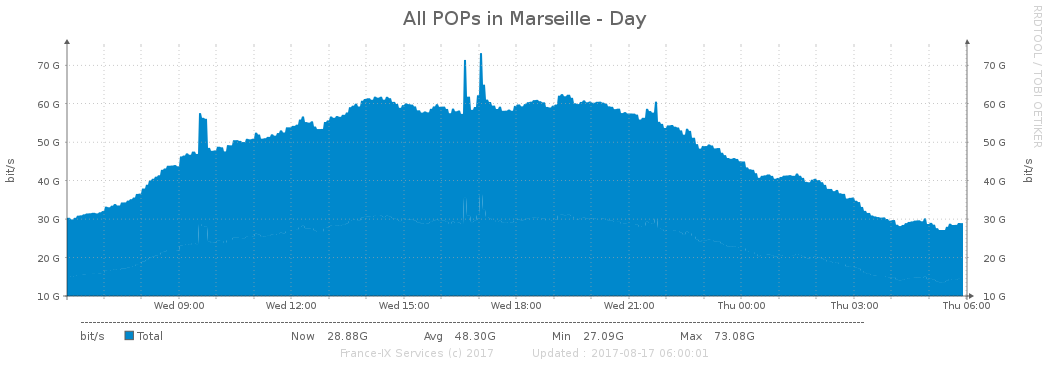 All POPs in Marseille - Day
RRDTOOL / TOBI OETIKER
bit/s
70 G
60 G
50 G
40 G
30 G
20 G
10 G
70 G
60 G
50 G
40 G
30 G
20 G
10 G
bit/s
Wed 09:00 Wed 12:00 Wed 15:00 Wed 18:00 Wed 21:00 Thu 00:00 Thu 03:00 Thu 06:00
bit/s Total Now 28.88G Avg 48.30G Min 27.09G Max 73.08G
France-IX Services (c) 2017 Updated : 2017-08-17 06:00:01